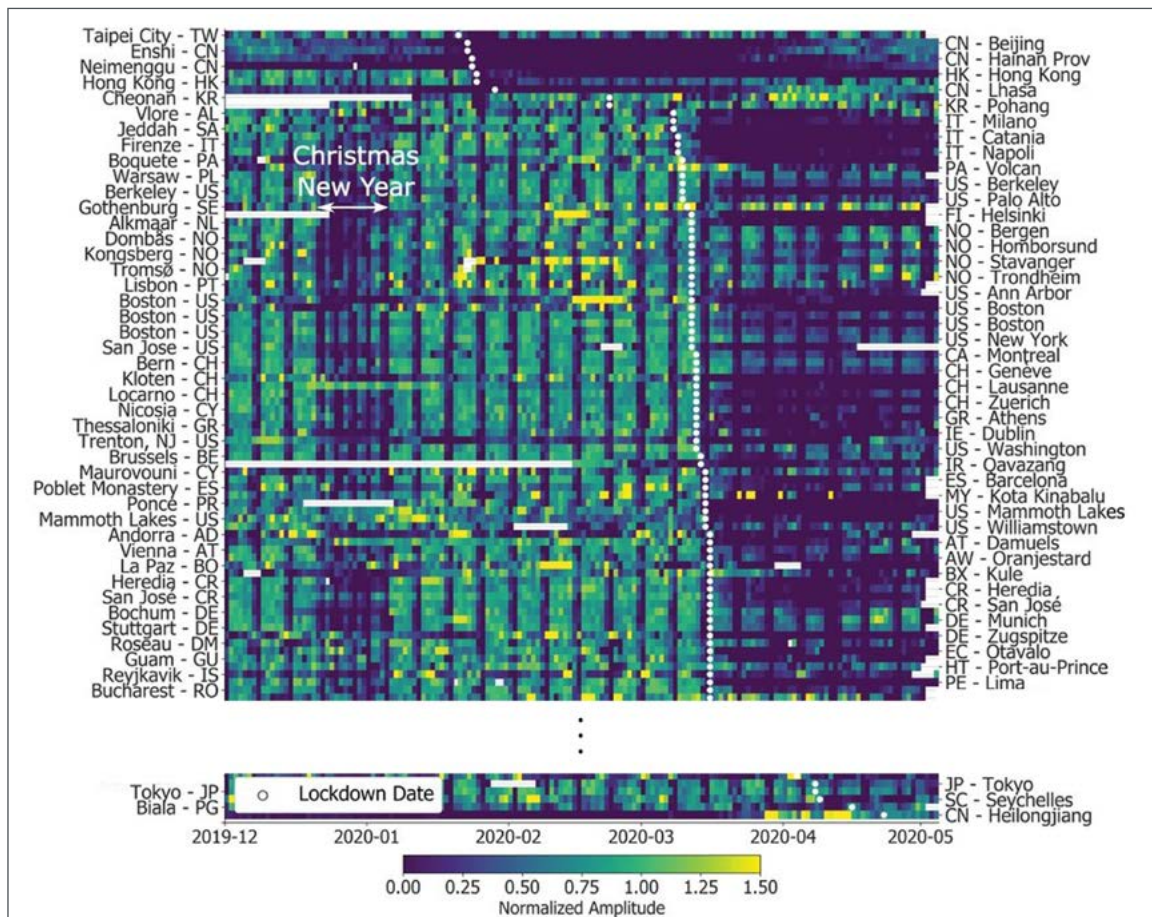 Taipei City - TW
Enshi - CN
Neimenggu - CN
Hong Kong - HK
Cheonan - KR
Vlore - AL
Jeddah - SA
Firenze - IT
Boquete - PA
Warsaw - PL
Berkeley - US
Gothenburg - SE
Alkmaar - NL
Dombås - NO
Kongsberg - NO
Tromsø - NO
Lisbon - PT
Boston - US
Boston - US
Boston - US
San Jose - US
Bern - CH
Kloten - CH
Locarno - CH
Nicosia - CY
Thessaloniki - GR
Trenton, NJ - US
Brussels - BE
Maurovouni - CY
Poblet Monastery - ES
Ponce - PR
Mammoth Lakes - US
Andorra - AD
Vienna - AT
La Paz - BO
Heredia - CR
San José - CR
Bochum - DE
Stuttgart - DE
Roseau - DM
Guam - GU
Reyjkavik - IS
Bucharest - RO
Christmas
New Year
CN - Beijing
CN - Hainan Prov
HK - Hong Kong
CN - Lhasa
KR - Pohang
IT - Milano
IT - Catania
IT - Napoli
PA - Volcan
US - Berkeley
US - Palo Alto
FI - Helsinki
NO - Bergen
NO - Homborsund
NO - Stavanger
NO - Trondheim
US - Ann Arbor
US - Boston
US - Boston
US - New York
CA - Montreal
CH - Genève
CH - Lausanne
CH - Zuerich
GR - Athens
IE - Dublin
US - Washington
IR - Qavazang
ES - Barcelona
MY - Kota Kinabalu
US - Mammoth Lakes
US - Williamstown
AT - Damuels
AW - Oranjestard
BX - Kule
CR - Heredia
CR - San José
DE - Munich
DE - Zugspitze
EC - Otavalo
HT - Port-au-Prince
PE - Lima
Tokyo - JP
Biala - PG
Lockdown Date
JP - Tokyo
SC - Seychelles
CN - Heilongjiang
2019-12 2020-01 2020-02 2020-03 2020-04 2020-05
0.00 0.25 0.50 0.75 1.00 1.25 1.50
Normalized Amplitude